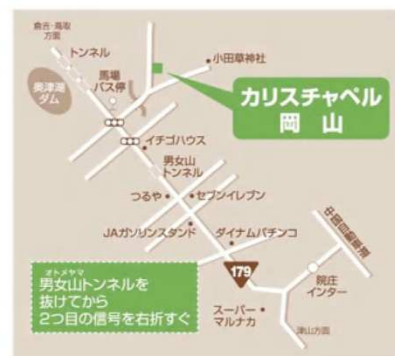 倉吉・鳥取
方面
トンネル
奥津湖
ダム
馬場
バス停
小田草神社
カリスチャペル
岡山
イチゴハウス
男女山
トンネル
つるや
セブンイレブン
JAガソリンスタンド
ダイナムパチンコ
中国自動車道
179
院庄
インター
スーパー
マルナカ
津山方面
オトメヤマ
男女山トンネルを
抜けてから
2つ目の信号を右折すぐ